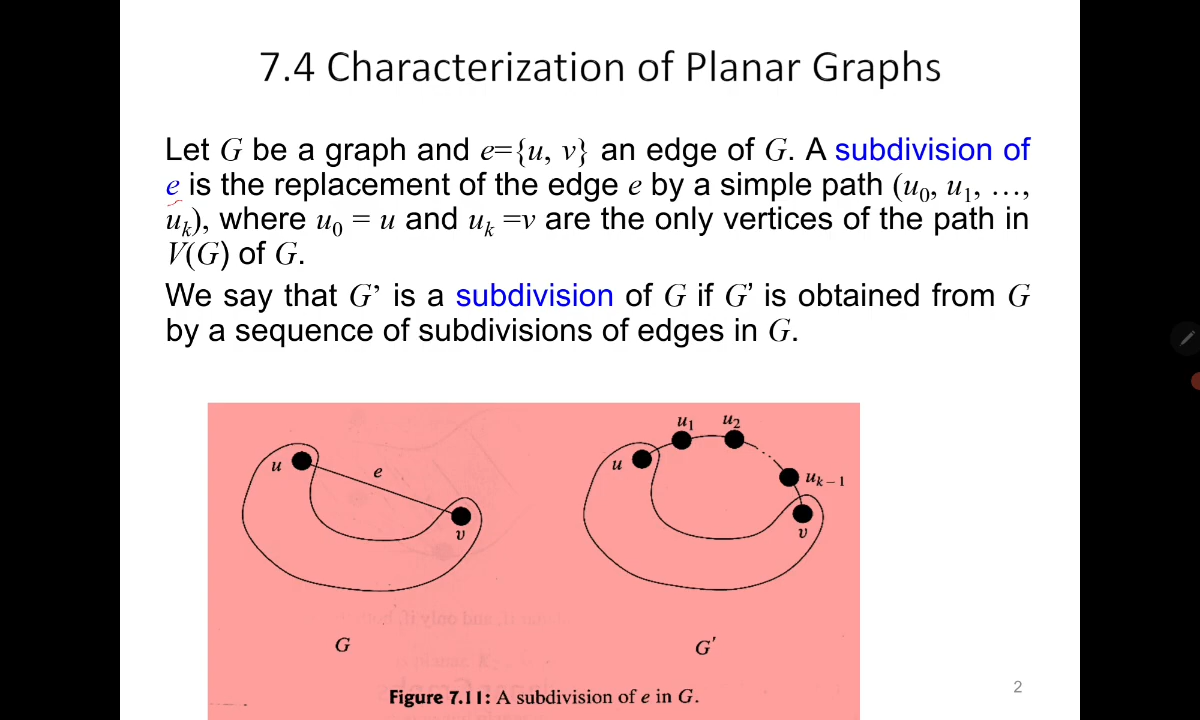 7.4 Characterization of Planar Graphs
Let G be a graph and e={u, v} an edge of G. A subdivision of
e is the replacement of the edge e by a simple path (u₀, u₁, …,
uₖ), where u₀ = u and uₖ =v are the only vertices of the path in
V(G) of G.
We say that G’ is a subdivision of G if G’ is obtained from G
by a sequence of subdivisions of edges in G.
u₁ u₂
u e u
uₖ₋₁
v v
G G'
Figure 7.11: A subdivision of e in G.
2